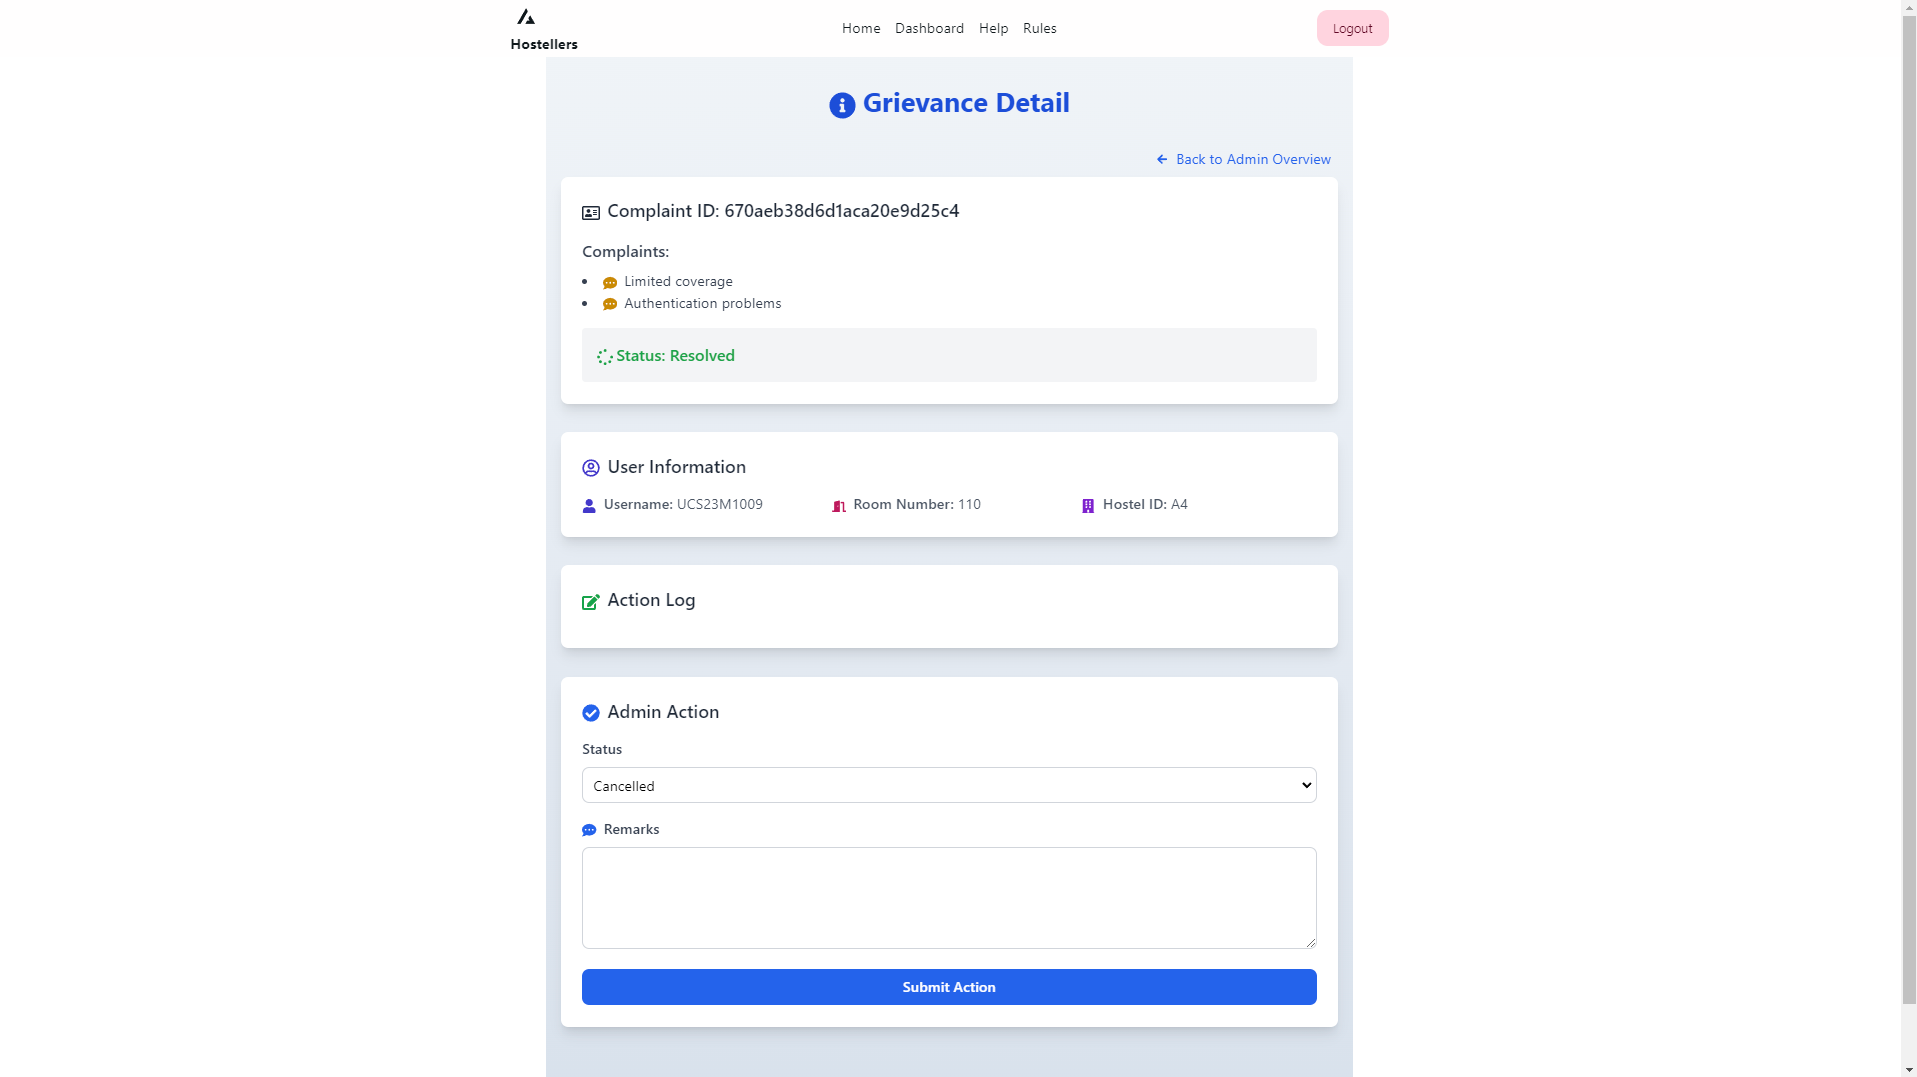 Hostellers
Home Dashboard Help Rules
Logout
Grievance Detail
Back to Admin Overview
Complaint ID: 670aeb38d6d1aca20e9d25c4
Complaints:
Limited coverage
Authentication problems
Status: Resolved
User Information
Username: UCS23M1009 Room Number: 110 Hostel ID: A4
Action Log
Admin Action
Status
Cancelled
Remarks
Submit Action